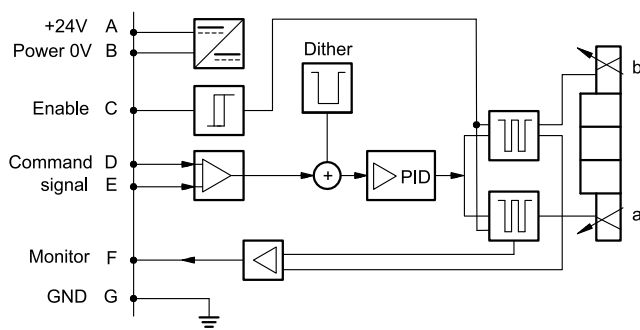 +24V A
Power 0V B
Dither
b
Enable C
Command D
signal E
+
PID
a
Monitor F
GND G